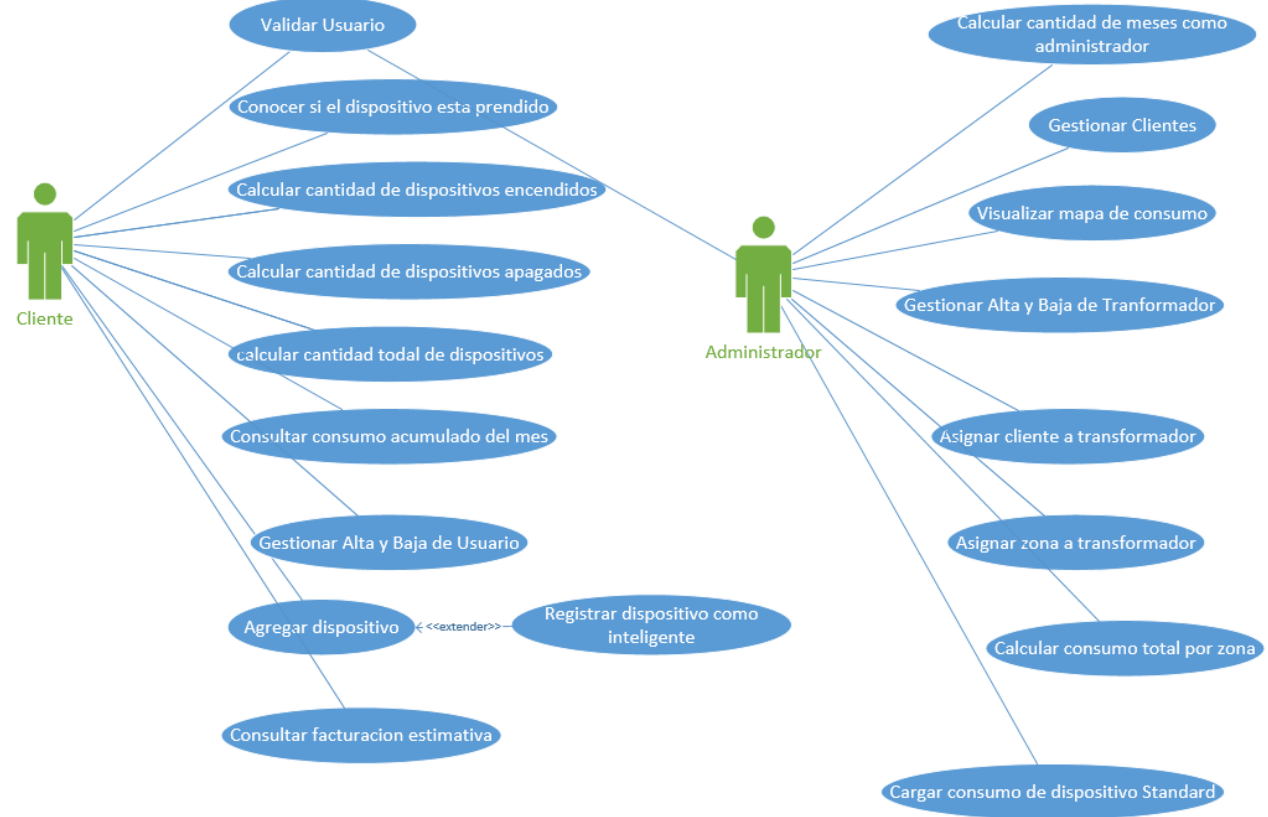 Validar Usuario
Conocer si el dispositivo esta prendido
Calcular cantidad de dispositivos encendidos
Calcular cantidad de dispositivos apagados
Calcular cantidad todal de dispositivos
Consultar consumo acumulado del mes
Gestionar Alta y Baja de Usuario
Agregar dispositivo
<<extender>>
Registrar dispositivo como
inteligente
Consultar facturacion estimativa
Cliente
Calcular cantidad de meses como
administrador
Gestionar Clientes
Visualizar mapa de consumo
Gestionar Alta y Baja de Tranformador
Administrador
Asignar cliente a transformador
Asignar zona a transformador
Calcular consumo total por zona
Cargar consumo de dispositivo Standard